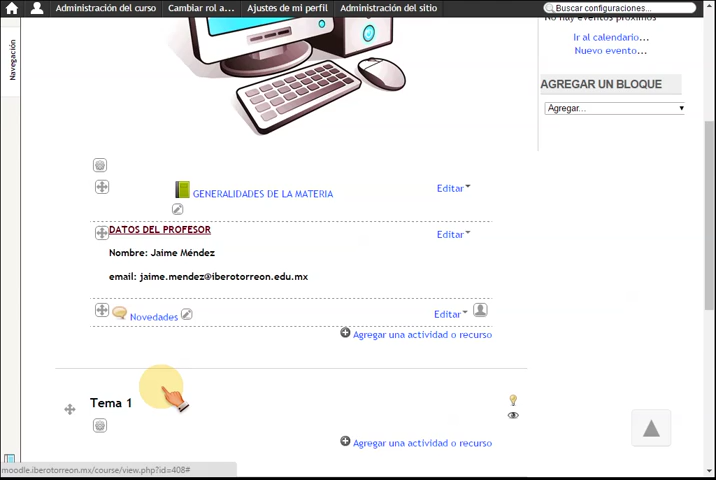 Administración del curso Cambiar rol a... Ajustes de mi perfil Administración del sitio Buscar configuraciones...
Navegación
No hay eventos próximos
Ir al calendario...
Nuevo evento...
AGREGAR UN BLOQUE
Agregar...
GENERALIDADES DE LA MATERIA Editar
DATOS DEL PROFESOR Editar
Nombre: Jaime Méndez
email: jaime.mendez@iberotorreon.edu.mx
Novedades Editar
Agregar una actividad o recurso
Tema 1
Agregar una actividad o recurso
moodle.iberotorreon.mx/course/view.php?id=408#